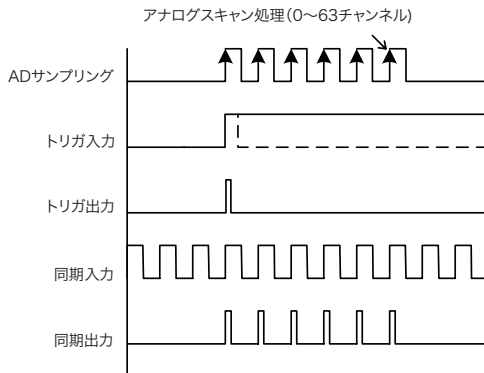 アナログスキャン処理(0～63チャンネル)
ADサンプリング
トリガ入力
トリガ出力
同期入力
同期出力